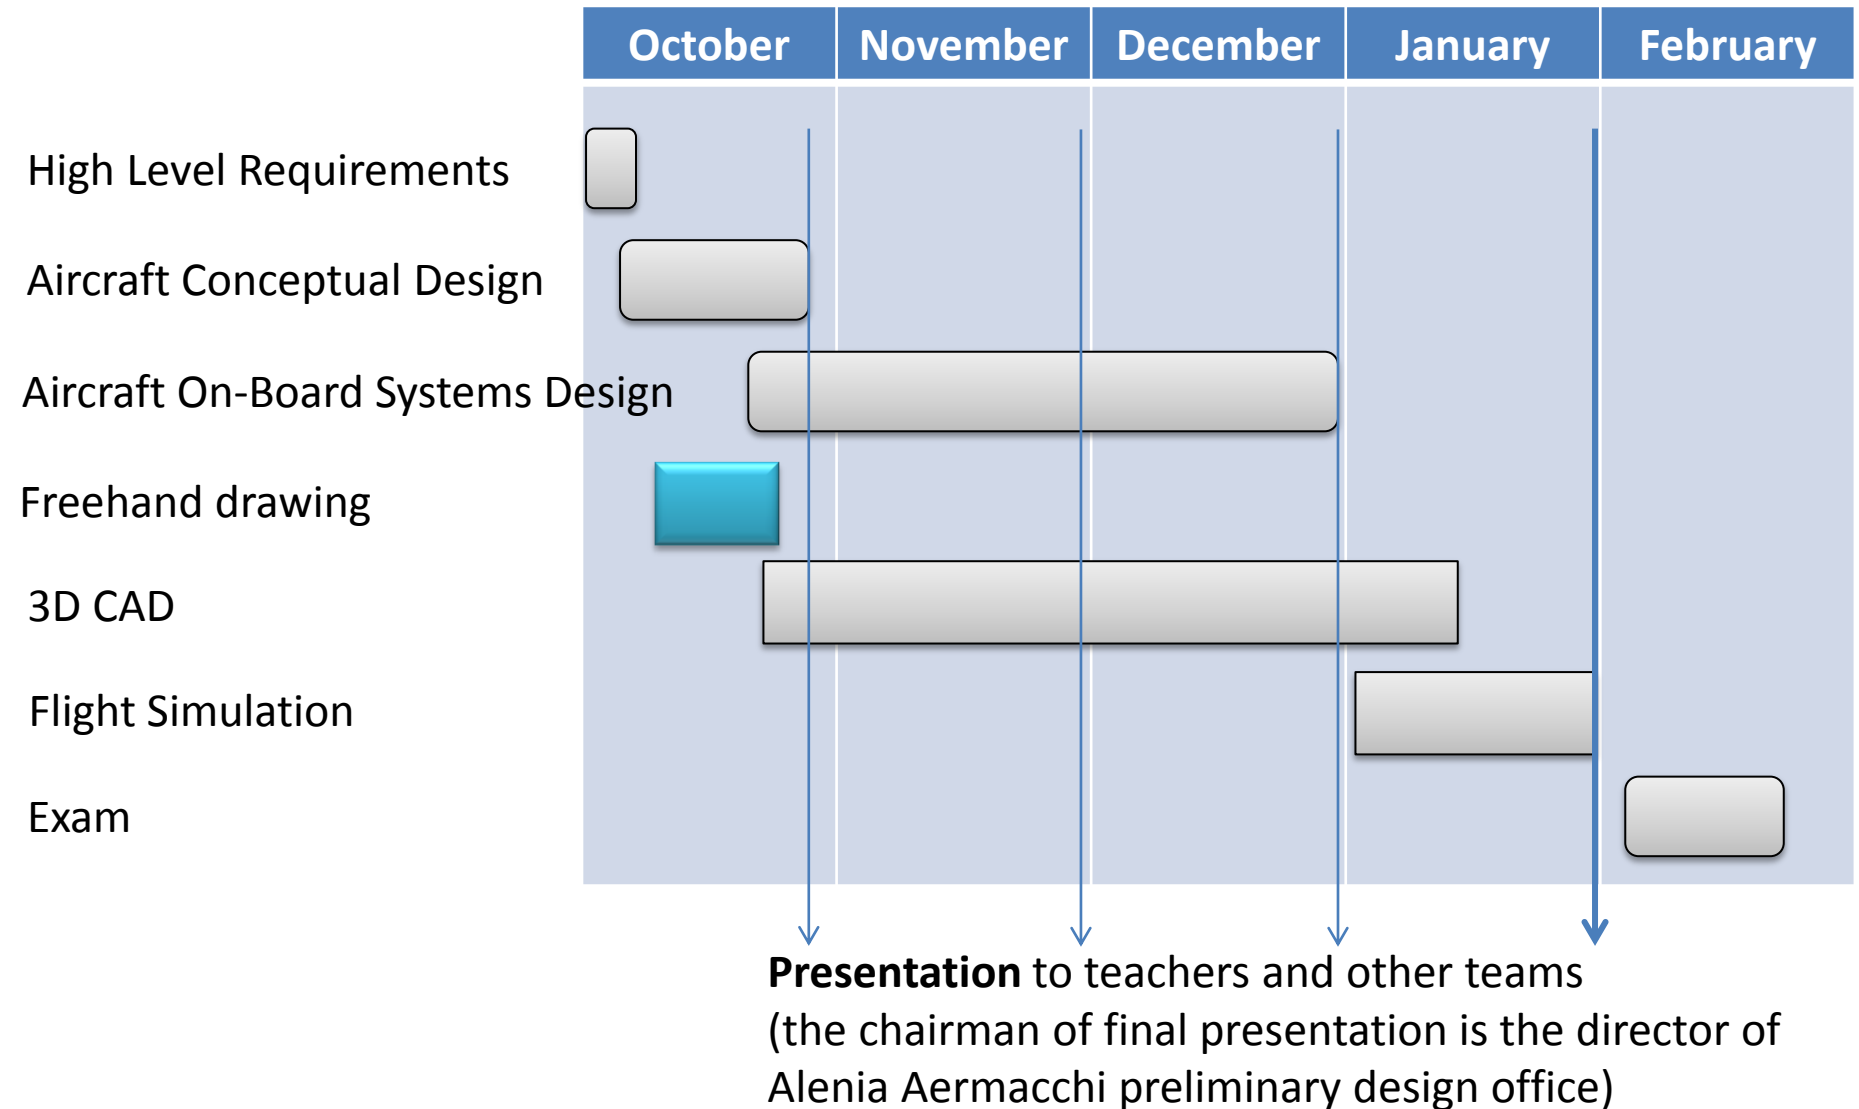 October November December January February
High Level Requirements
Aircraft Conceptual Design
Aircraft On-Board Systems Design
Freehand drawing
3D CAD
Flight Simulation
Exam
Presentation to teachers and other teams
(the chairman of final presentation is the director of
Alenia Aermacchi preliminary design office)